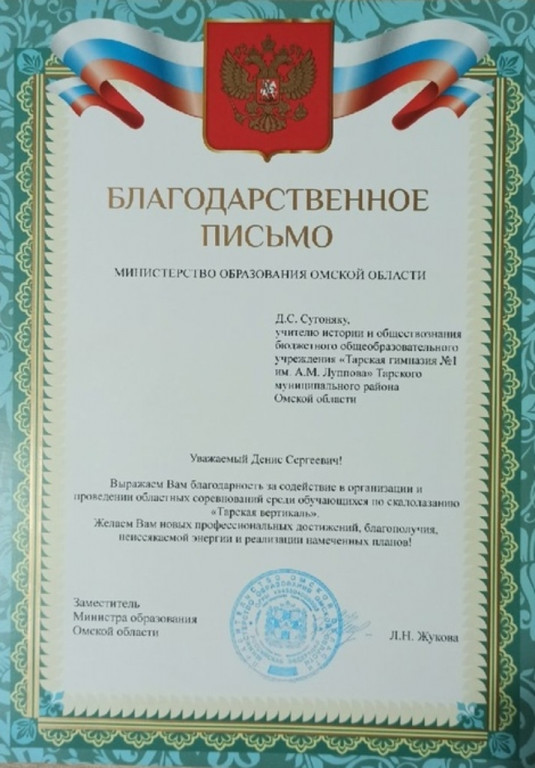 БЛАГОДАРСТВЕННОЕ
ПИСЬМО
МИНИСТЕРСТВО ОБРАЗОВАНИЯ ОМСКОЙ ОБЛАСТИ
Д.С. Сугоняку,
учителю истории и обществознания
бюджетного общеобразовательного
учреждения «Тарская гимназия №1
им. А.М. Луппова» Тарского
муниципального района
Омской области
Уважаемый Денис Сергеевич!
Выражаем Вам благодарность за содействие в организации и
проведении областных соревнований среди обучающихся по скалолазанию
«Тарская вертикаль».
Желаем Вам новых профессиональных достижений, благополучия,
неиссякаемой энергии и реализации намеченных планов!
Заместитель
Министра образования
Омской области
Л.Н. Жукова